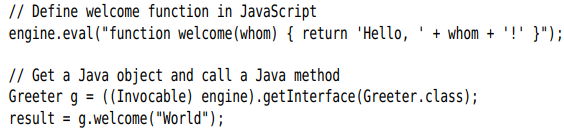 // Define welcome function in JavaScript
engine.eval("function welcome(whom) { return 'Hello, ' + whom + '!' }");
// Get a Java object and call a Java method
Greeter g = ((Invocable) engine).getInterface(Greeter.class);
result = g.welcome("World");